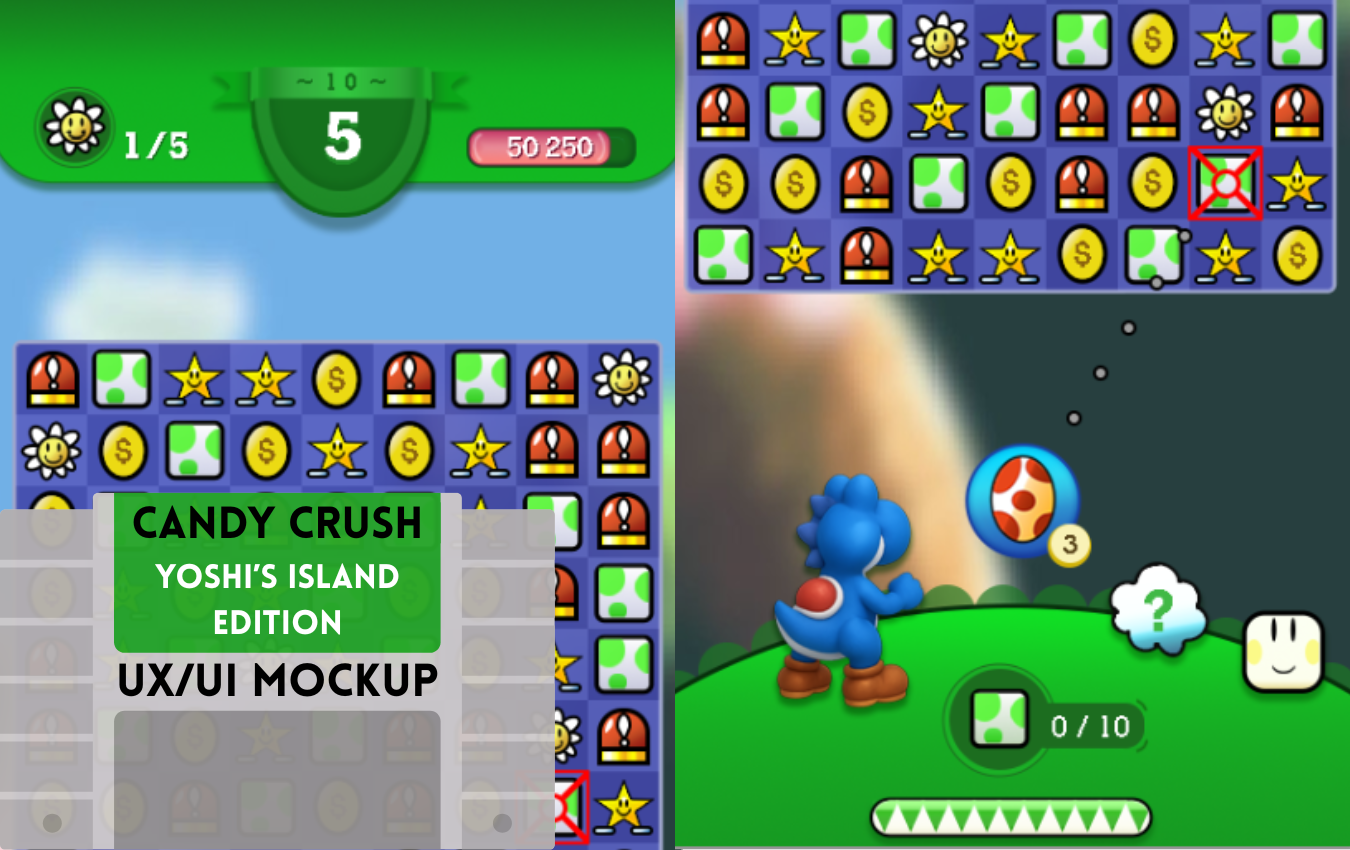 ~ 10 ~
5
1/5
50 250
CANDY CRUSH
YOSHI'S ISLAND
EDITION
UX/UI MOCKUP
3
?
0 / 10